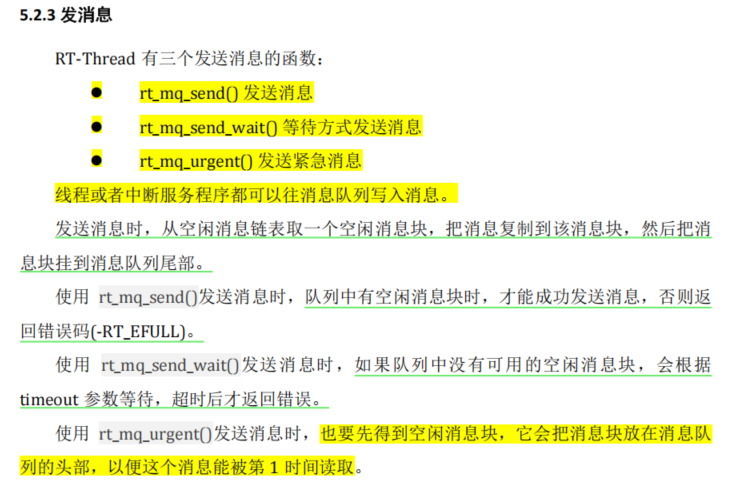 5.2.3 发消息
RT-Thread 有三个发送消息的函数：
● rt_mq_send() 发送消息
● rt_mq_send_wait() 等待方式发送消息
● rt_mq_urgent() 发送紧急消息
线程或者中断服务程序都可以往消息队列写入消息。
发送消息时，从空闲消息链表取一个空闲消息块，把消息复制到该消息块，然后把消
息块挂到消息队列尾部。
使用 rt_mq_send()发送消息时，队列中有空闲消息块时，才能成功发送消息，否则返
回错误码(-RT_EFULL)。
使用 rt_mq_send_wait()发送消息时，如果队列中没有可用的空闲消息块，会根据
timeout 参数等待，超时后才返回错误。
使用 rt_mq_urgent()发送消息时，也要先得到空闲消息块，它会把消息块放在消息队
列的头部，以便这个消息能被第 1 时间读取。